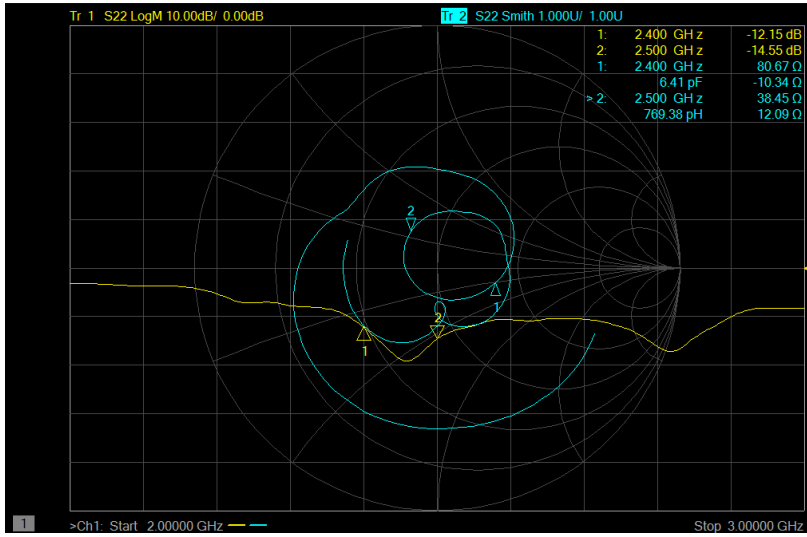 Tr 1 S22 LogM 10.00dB/ 0.00dB
Tr 2 S22 Smith 1.000U/ 1.00U
1: 2.400 GHz -12.15 dB
2: 2.500 GHz -14.55 dB
1: 2.400 GHz 80.67 Ω
6.41 pF -10.34 Ω
> 2: 2.500 GHz 38.45 Ω
769.38 pH 12.09 Ω
2
1
2
1
1
>Ch1: Start 2.00000 GHz
Stop 3.00000 GHz